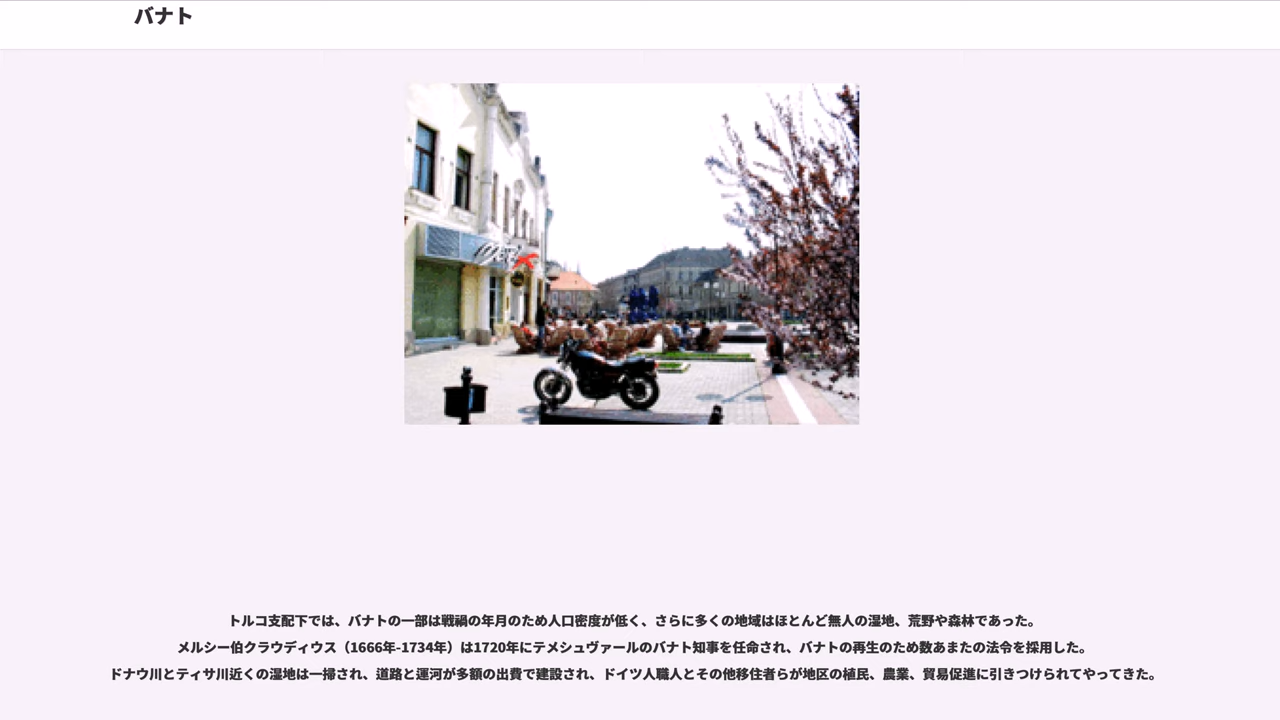 バナト
トルコ支配下では、バナトの一部は戦禍の年月のため人口密度が低く、さらに多くの地域はほとんど無人の湿地、荒野や森林であった。
メルシー伯クラウディウス（1666年-1734年）は1720年にテメシュヴァールのバナト知事を任命され、バナトの再生のため数あまたの法令を採用した。
ドナウ川とティサ川近くの湿地は一掃され、道路と運河が多額の出費で建設され、ドイツ人職人とその他移住者らが地区の植民、農業、貿易促進に引きつけられてやってきた。